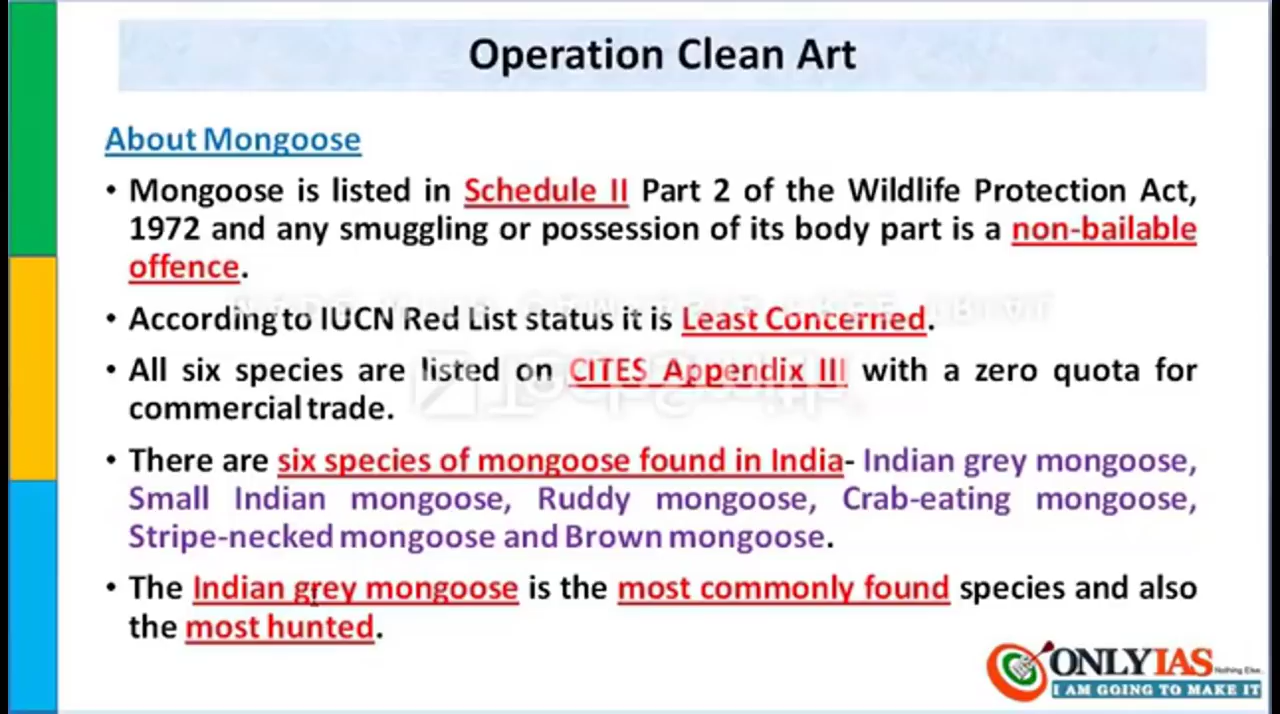 Operation Clean Art
About Mongoose
• Mongoose is listed in Schedule II Part 2 of the Wildlife Protection Act,
1972 and any smuggling or possession of its body part is a non-bailable
offence.
• According to IUCN Red List status it is Least Concerned.
• All six species are listed on CITES Appendix III with a zero quota for
commercial trade.
• There are six species of mongoose found in India- Indian grey mongoose,
Small Indian mongoose, Ruddy mongoose, Crab-eating mongoose,
Stripe-necked mongoose and Brown mongoose.
• The Indian grey mongoose is the most commonly found species and also
the most hunted.
ONLYIAS Nothing Else..
I AM GOING TO MAKE IT